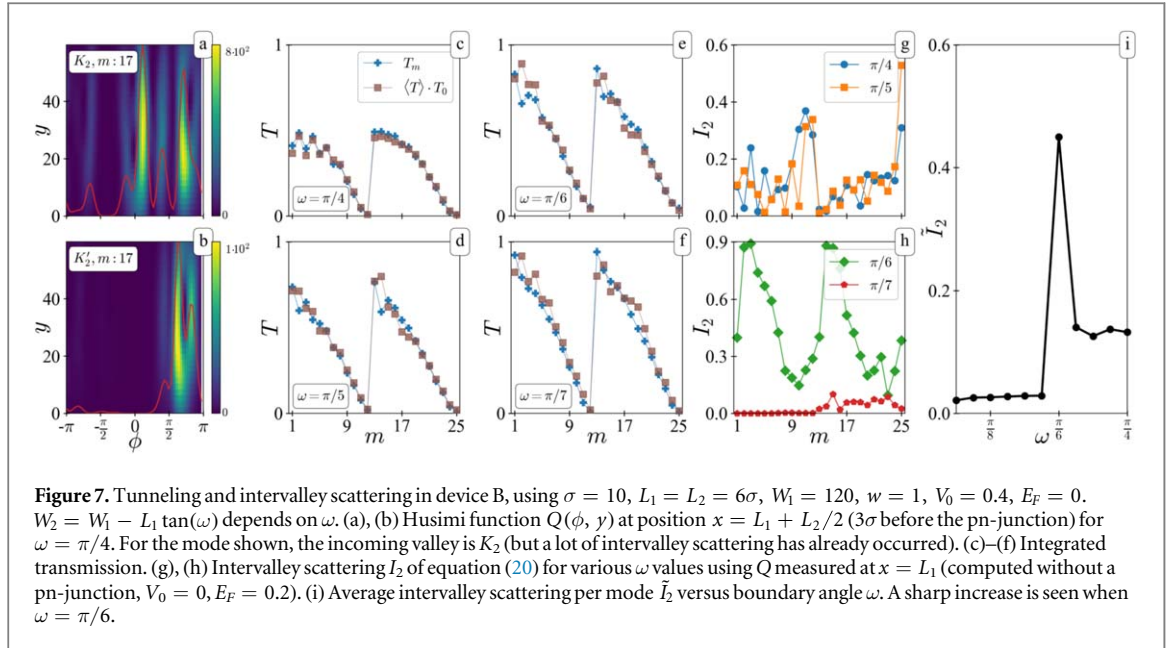 a
K₂, m : 17
8·10²
0
y
40
20
0
b
K′₂, m : 17
1·10²
0
y
40
20
0
-π
-π/2
0
π/2
π
ϕ
c
1
T
0
T_m
⟨T⟩ · T₀
ω = π/4
d
1
T
0
ω = π/5
1 9 17 25
m
e
1
T
0
ω = π/6
f
1
T
0
ω = π/7
1 9 17 25
m
g
0.6
0.4
0.2
0.0
I₂
π/4
π/5
h
0.9
0.6
0.3
0.0
I₂
π/6
π/7
1 9 17 25
m
i
0.6
0.4
0.2
0.0
Ĩ₂
π/8
ω
π/6
π/4
Figure 7. Tunneling and intervalley scattering in device B, using σ = 10, L₁ = L₂ = 6σ, W₁ = 120, w = 1, V₀ = 0.4, E_F = 0.
W₂ = W₁ − L₁ tan(ω) depends on ω. (a), (b) Husimi function Q(ϕ, y) at position x = L₁ + L₂/2 (3σ before the pn-junction) for
ω = π/4. For the mode shown, the incoming valley is K₂ (but a lot of intervalley scattering has already occurred). (c)–(f) Integrated
transmission. (g), (h) Intervalley scattering I₂ of equation (20) for various ω values using Q measured at x = L₁ (computed without a
pn-junction, V₀ = 0, E_F = 0.2). (i) Average intervalley scattering per mode Ĩ₂ versus boundary angle ω. A sharp increase is seen when
ω = π/6.